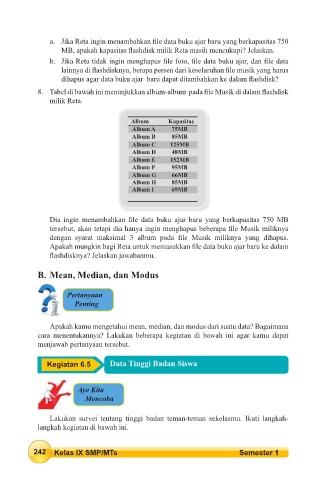 a. Jika Reta ingin menambahkan file data buku ajar baru yang berkapasitas 750
MB, apakah kapasitas flashdisk milik Reta masih mencukupi? Jelaskan.
b. Jika Reta tidak ingin menghapus file foto, file data buku ajar, dan file data
lainnya di flashdisknya, berapa persen dari keseluruhan file musik yang harus
dihapus agar data buku ajar baru dapat ditambahkan ke dalam flashdisk?
8. Tabel di bawah ini menunjukkan album-album pada file Musik di dalam flashdisk
milik Reta.
Album Kapasitas
Album A 75MB
Album B 85MB
Album C 125MB
Album D 48MB
Album E 152MB
Album F 95MB
Album G 66MB
Album H 85MB
Album I 69MB
Dia ingin menambahkan file data buku ajar baru yang berkapasitas 750 MB
tersebut, akan tetapi dia hanya ingin menghapus beberapa file Musik miliknya
dengan syarat maksimal 3 album pada file Musik miliknya yang dihapus.
Apakah mungkin bagi Reta untuk memasukkan file data buku ajar baru ke dalam
flashdisknya? Jelaskan jawabanmu.
B. Mean, Median, dan Modus
Pertanyaan
Penting
Apakah kamu mengetahui mean, median, dan modus dari suatu data? Bagaimana
cara menentukannya? Lakukan beberapa kegiatan di bawah ini agar kamu dapat
menjawab pertanyaan tersebut.
Kegiatan 6.5 Data Tinggi Badan Siswa
Ayo Kita
Mencoba
Lakukan survei tentang tinggi badan teman-teman sekelasmu. Ikuti langkah-
langkah kegiatan di bawah ini.
242 Kelas IX SMP/MTs Semester 1